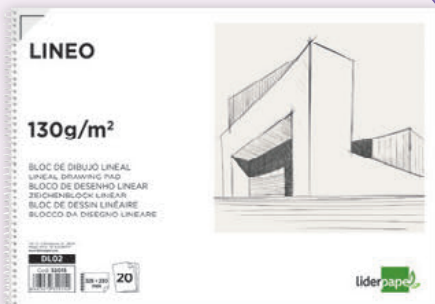 LINEO
130g/m²
BLOC DE DIBUJO LINEAL
LINEAL DRAWING PAD
BLOCO DE DESENHO LINEAR
ZEICHENBLOCK LINEAR
BLOC DE DESSIN LINÉAIRE
BLOCCO DA DISEGNO LINEARE
DL02
20
liderpapel